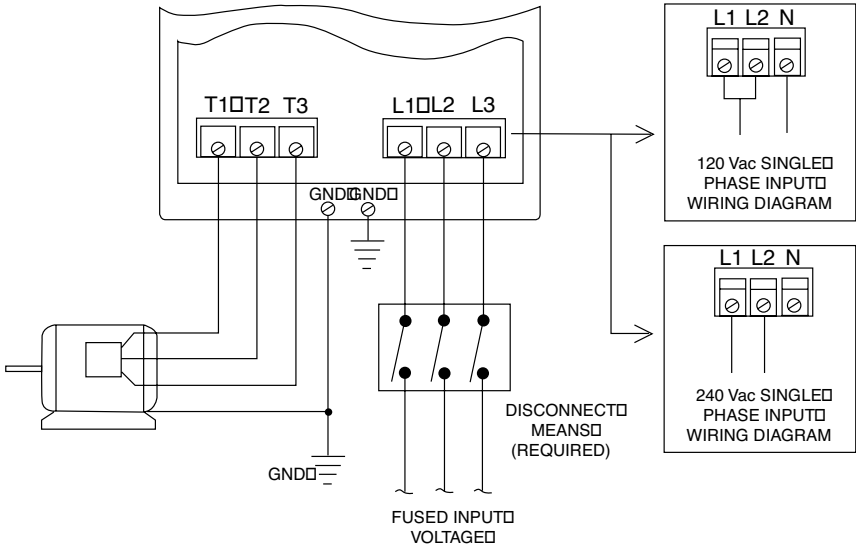 L1 L2 N
T1□T2 T3
L1□L2 L3
120 Vac SINGLE□
PHASE INPUT□
WIRING DIAGRAM
GND□ GND□
L1 L2 N
240 Vac SINGLE□
PHASE INPUT□
WIRING DIAGRAM
DISCONNECT□
MEANS□
(REQUIRED)
GND□
FUSED INPUT□
VOLTAGE□